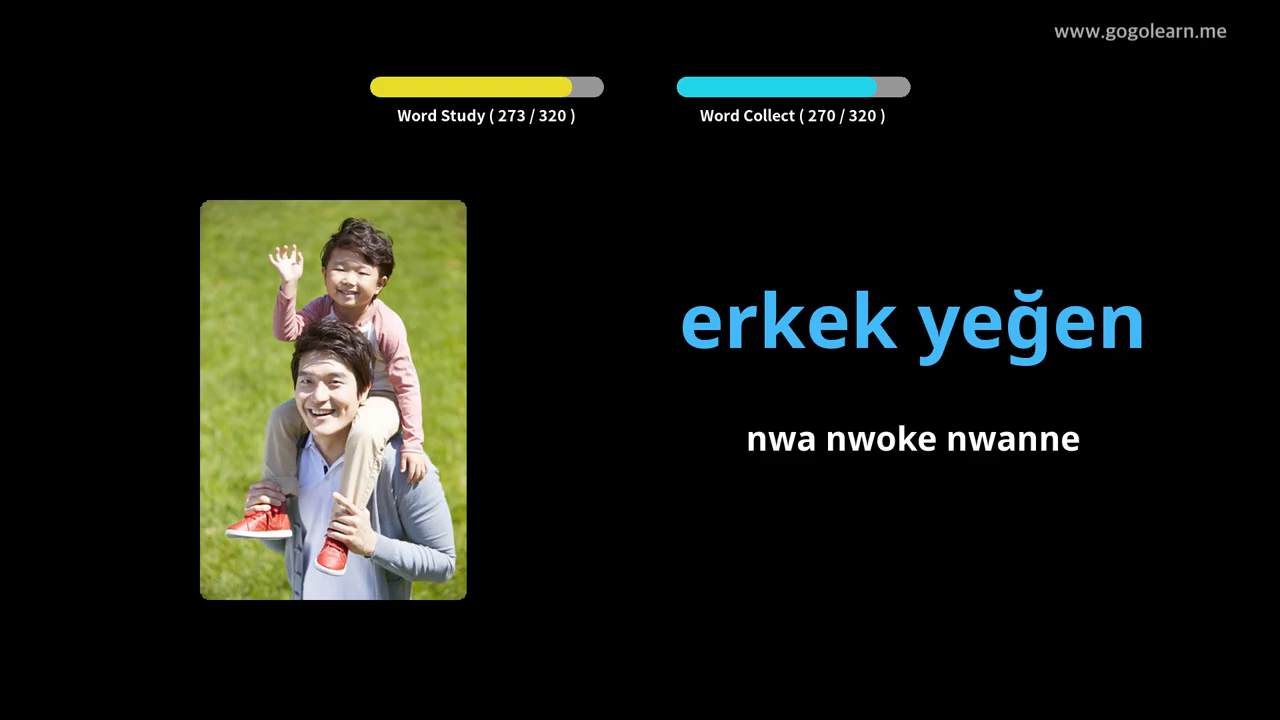 www.gogolearn.me
Word Study ( 273 / 320 )
Word Collect ( 270 / 320 )
erkek yeğen
nwa nwoke nwanne